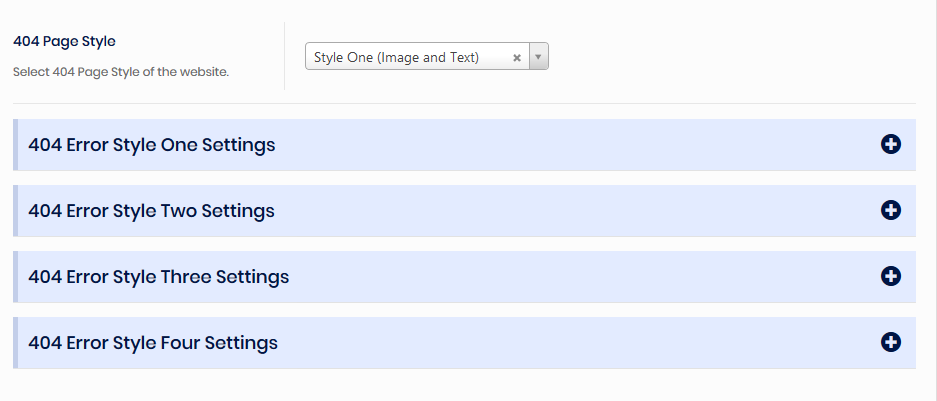 404 Page Style
Select 404 Page Style of the website.
Style One (Image and Text)
404 Error Style One Settings
404 Error Style Two Settings
404 Error Style Three Settings
404 Error Style Four Settings